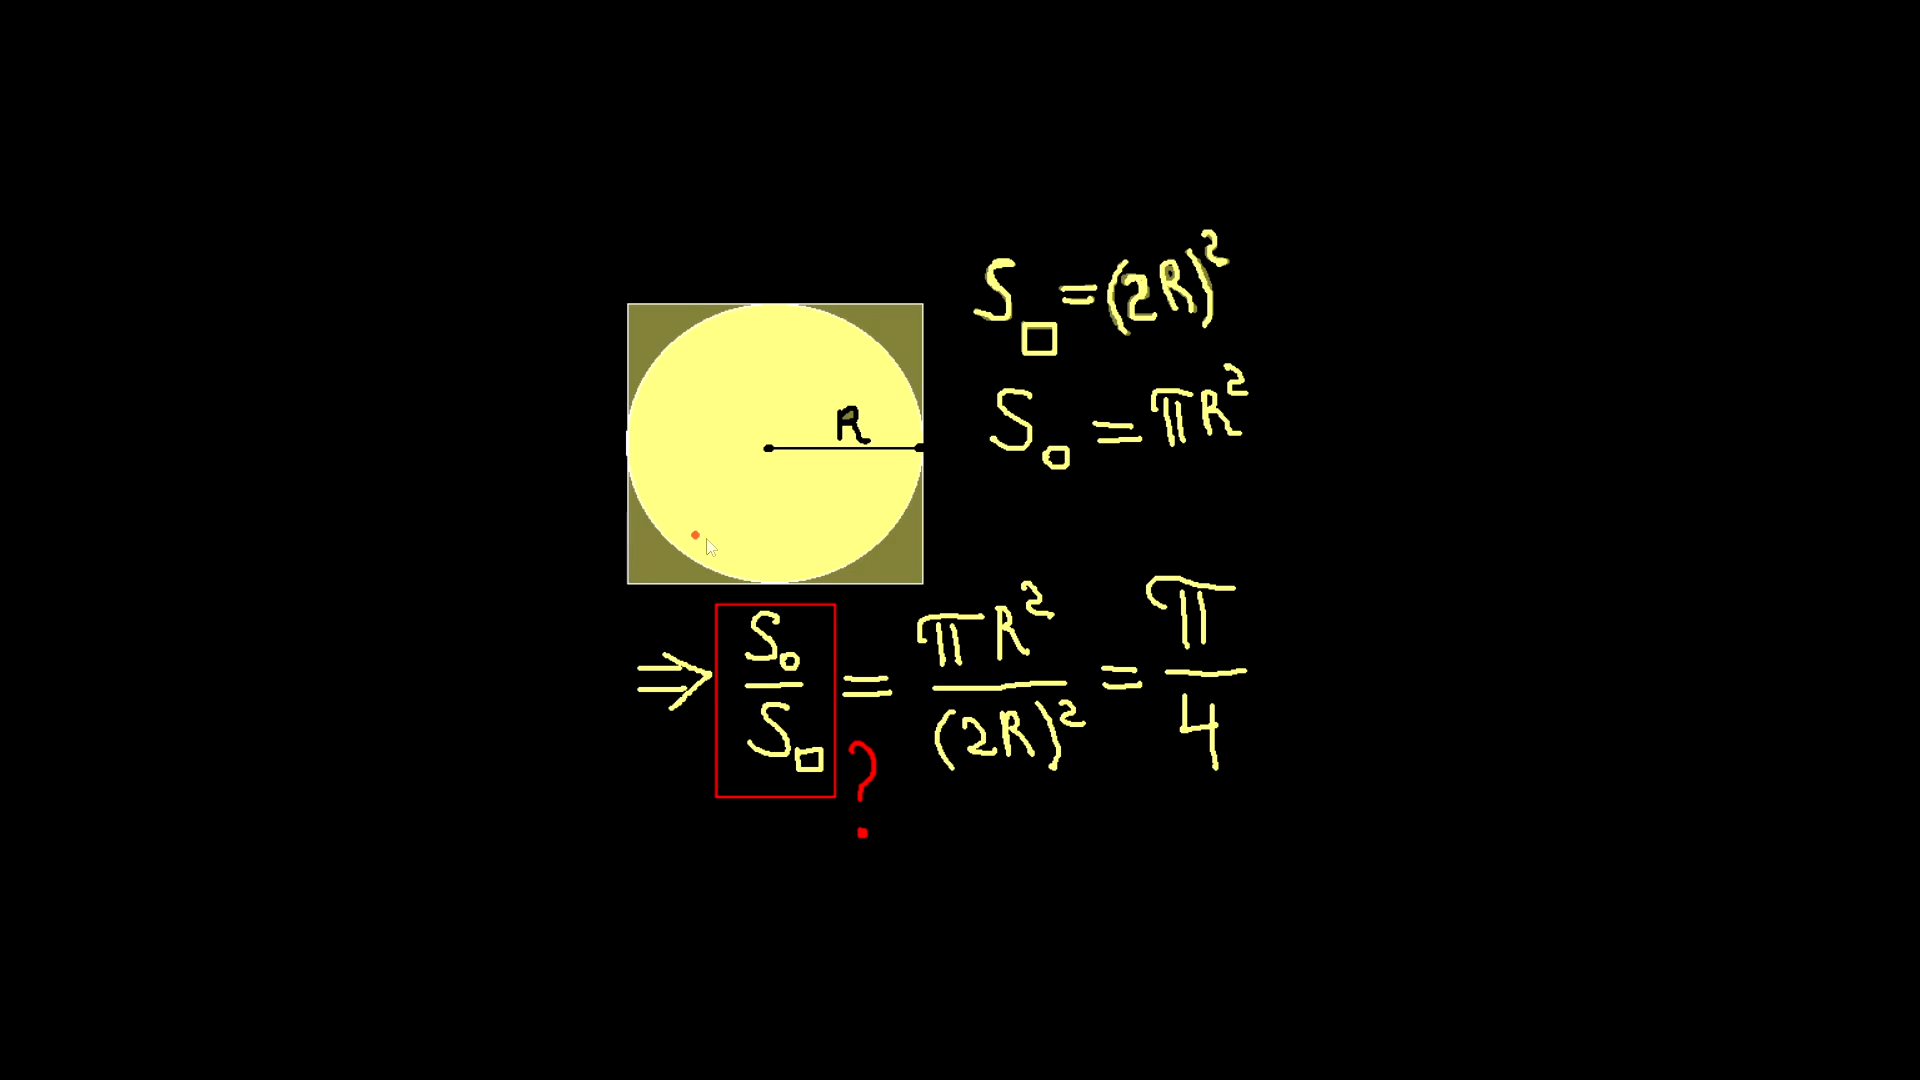 S□ = (2R)²
R
S○ = πR²
⇒ S○/S□ = πR²/(2R)² = π/4
?